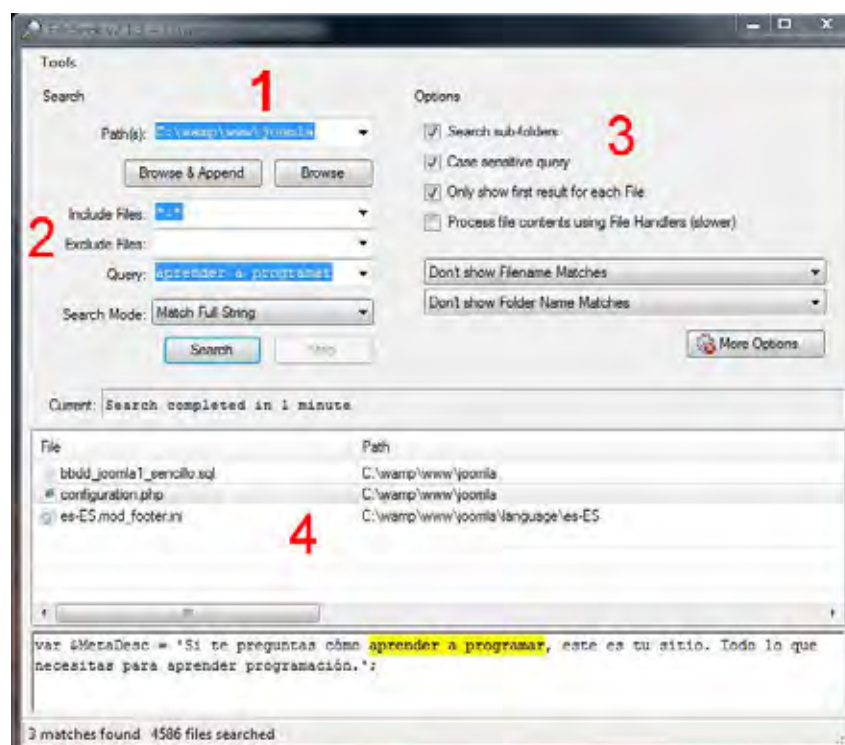 Tools
Search
1
Options
Path(s): C:\wamp\www\joomla
Search sub-folders
3
Case sensitive query
Browse & Append
Browse
Only show first result for each File
Include Files: *.*
Process file contents using File Handlers (slower)
2
Exclude Files:
Query: aprender a programar
Don't show Filename Matches
Search Mode: Match Full String
Don't show Folder Name Matches
Search
Stop
More Options
Current: Search completed in 1 minute
File Path
bbdd_joomla1_sencillo.sql C:\wamp\www\joomla
configuration.php C:\wamp\www\joomla
es-ES.mod_footer.ini C:\wamp\www\joomla\language\es-ES
4
var $MetaDesc = 'Si te preguntas cómo aprender a programar, este es tu sitio. Todo lo que
necesitas para aprender programación.';
3 matches found 4586 files searched